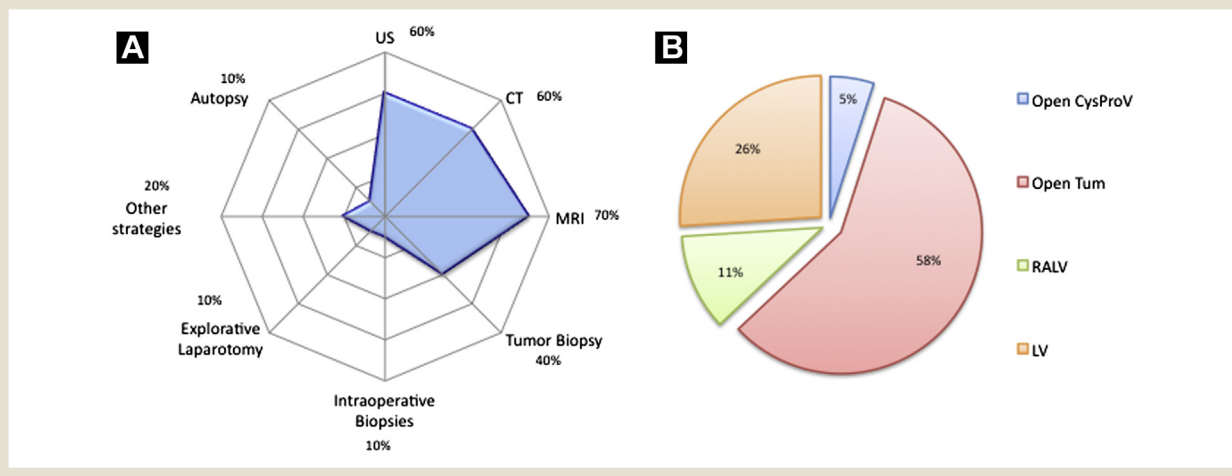 A
US 60%
CT 60%
MRI 70%
Tumor Biopsy
40%
Intraoperative
Biopsies
10%
10%
Explorative
Laparotomy
20%
Other
strategies
10%
Autopsy
B
5%
58%
11%
26%
Open CysProV
Open Tum
RALV
LV